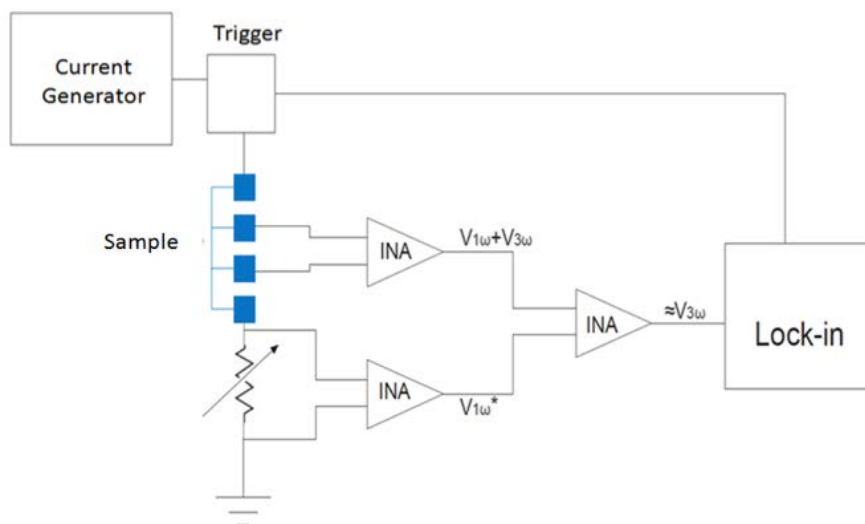 Trigger
Current
Generator
Sample
INA
V1ω+V3ω
INA
≈V3ω
Lock-in
INA
V1ω*